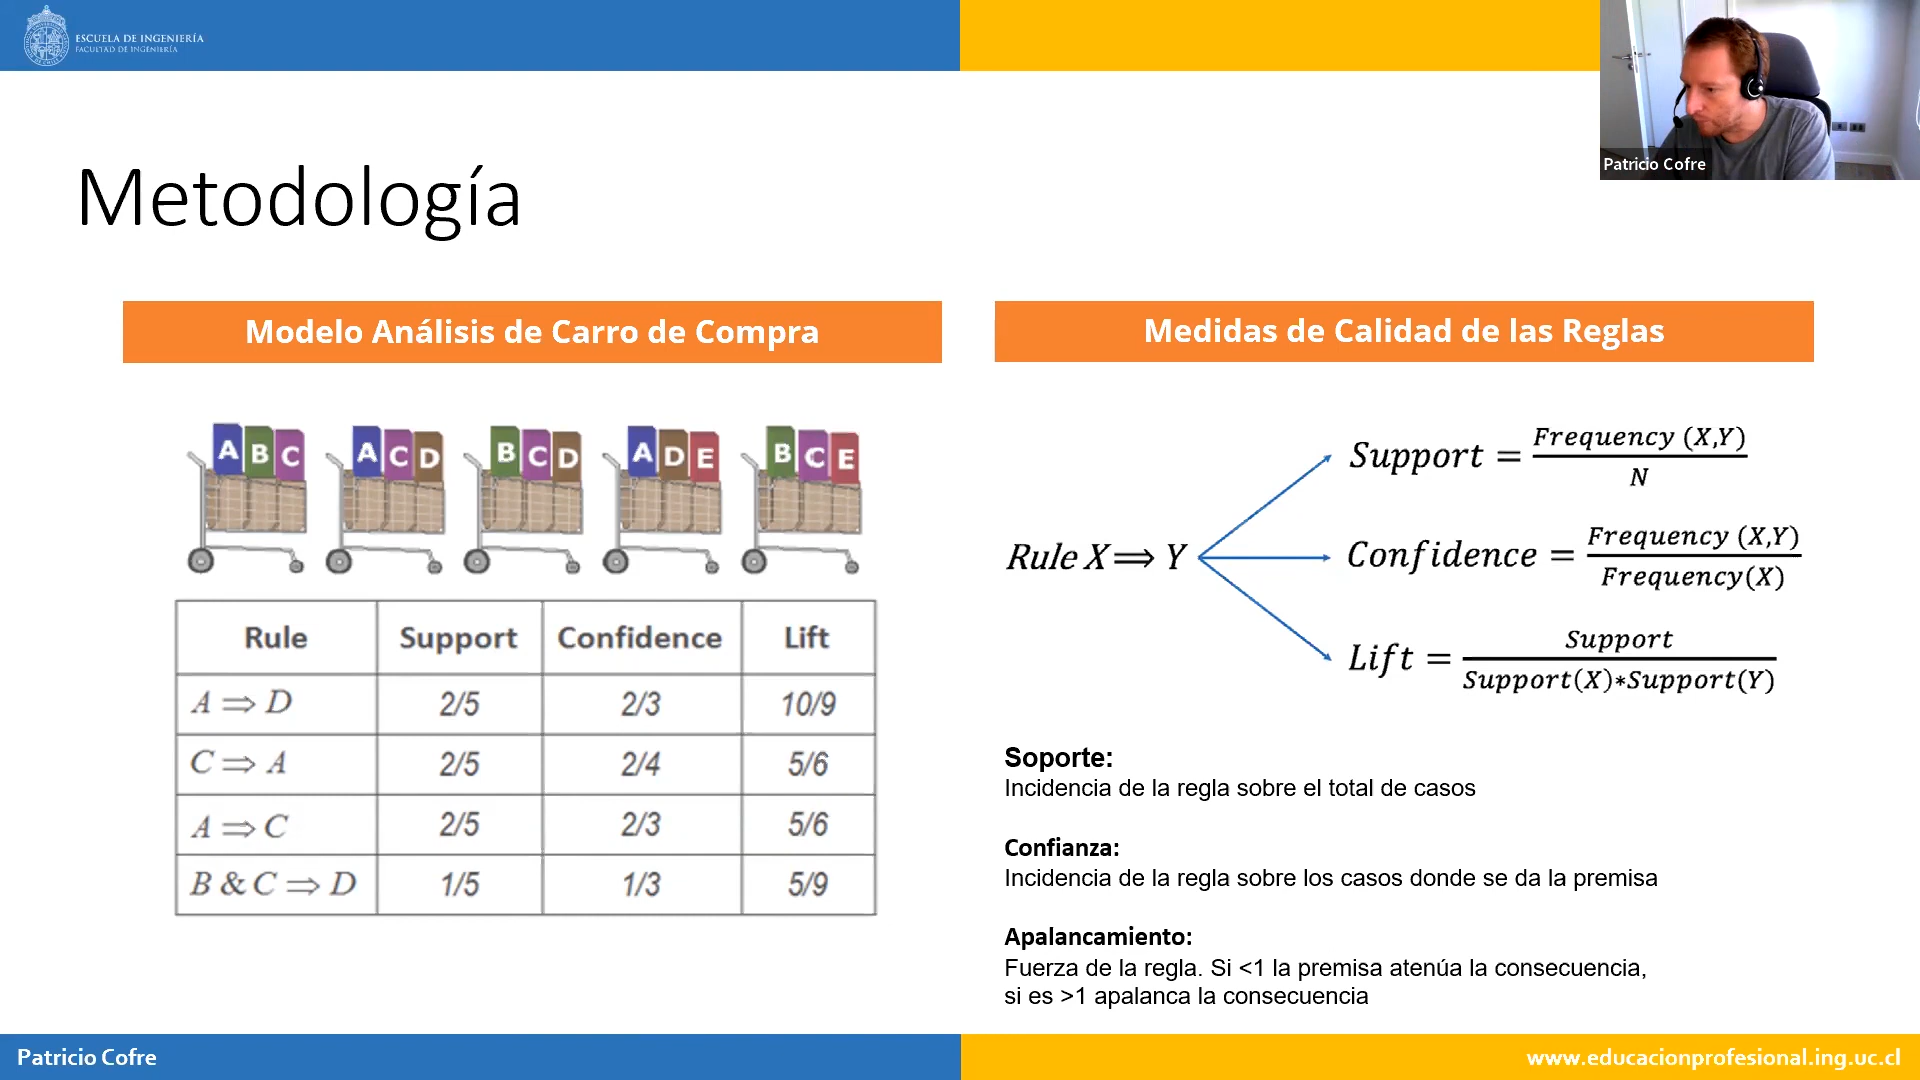 ESCUELA DE INGENIERÍA
FACULTAD DE INGENIERÍA
Patricio Cofre
Metodología
Modelo Análisis de Carro de Compra
A B C
A C D
B C D
A D E
B C E
Rule Support Confidence Lift
A ⟹ D 2/5 2/3 10/9
C ⟹ A 2/5 2/4 5/6
A ⟹ C 2/5 2/3 5/6
B & C ⟹ D 1/5 1/3 5/9
Medidas de Calidad de las Reglas
Rule X ⟹ Y
Support = Frequency (X,Y) / N
Confidence = Frequency (X,Y) / Frequency(X)
Lift = Support / Support(X)*Support(Y)
Soporte:
Incidencia de la regla sobre el total de casos
Confianza:
Incidencia de la regla sobre los casos donde se da la premisa
Apalancamiento:
Fuerza de la regla. Si <1 la premisa atenúa la consecuencia,
si es >1 apalanca la consecuencia
Patricio Cofre
www.educacionprofesional.ing.uc.cl